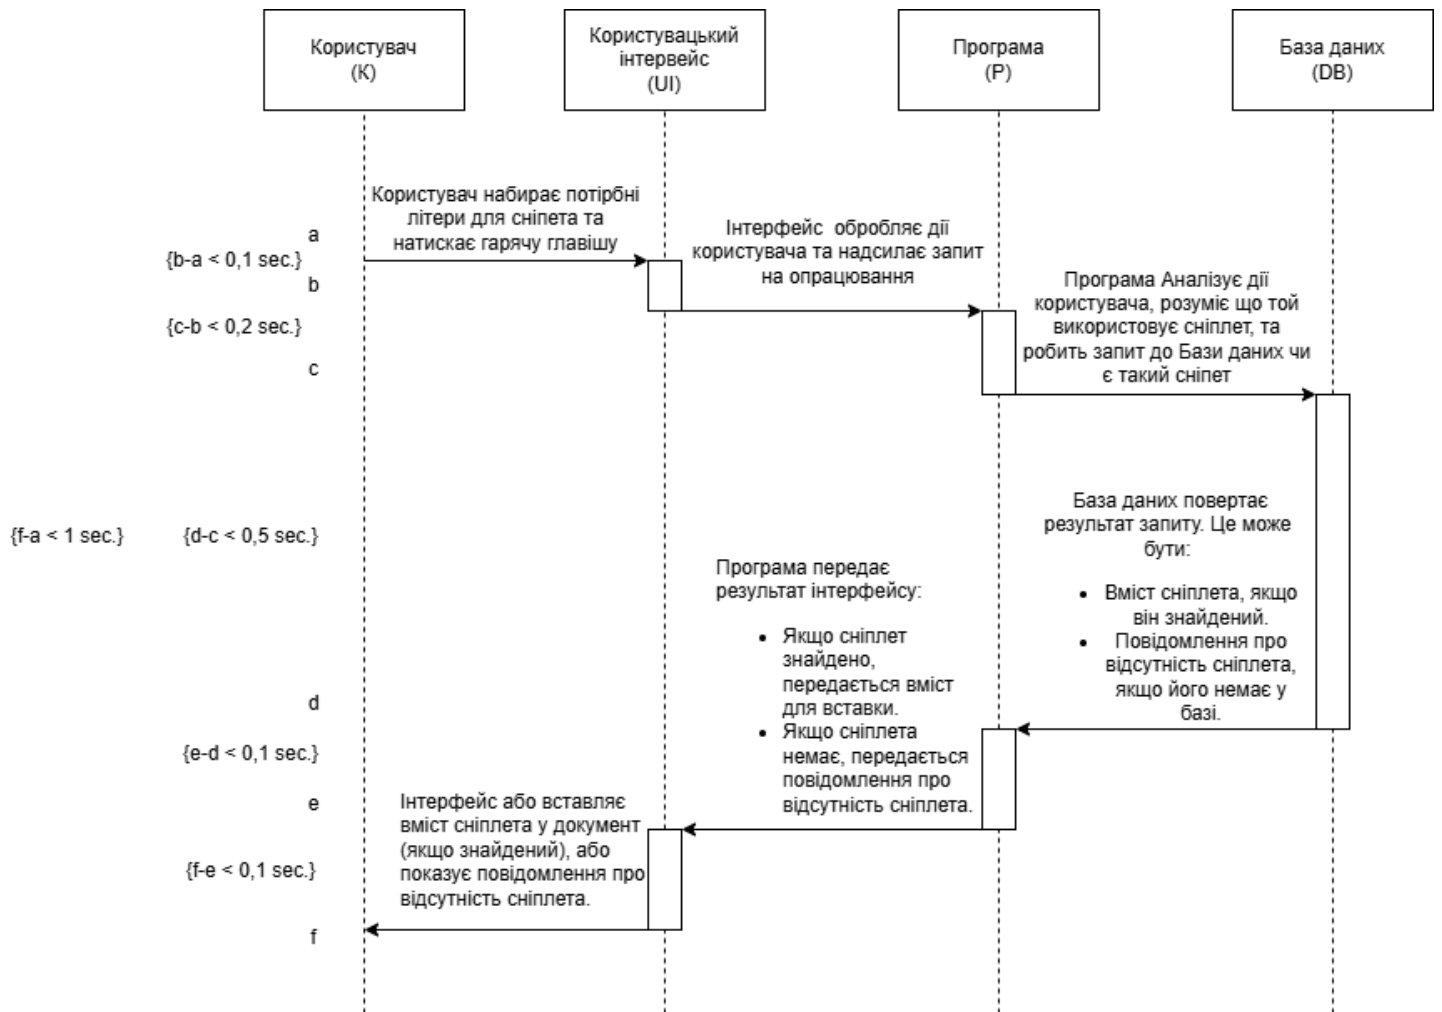 Користувач
(К)
Користувацький
інтервейс
(UI)
Програма
(P)
База даних
(DB)
Користувач набирає потірбні
літери для сніпета та
натискає гарячу главішу
a
{b-a < 0,1 sec.}
b
Інтерфейс обробляє дії
користувача та надсилає запит
на опрацювання
{c-b < 0,2 sec.}
c
Програма Аналізує дії
користувача, розуміє що той
використовує сніплет, та
робить запит до Бази даних чи
є такий сніпет
{f-a < 1 sec.}
{d-c < 0,5 sec.}
База даних повертає
результат запиту. Це може
бути:
• Вміст сніплета, якщо
він знайдений.
• Повідомлення про
відсутність сніплета,
якщо його немає у
базі.
Програма передає
результат інтерфейсу:
• Якщо сніплет
знайдено,
передається вміст
для вставки.
• Якщо сніплета
немає, передається
повідомлення про
відсутність сніплета.
d
{e-d < 0,1 sec.}
e
Інтерфейс або вставляє
вміст сніплета у документ
(якщо знайдений), або
показує повідомлення про
відсутність сніплета.
{f-e < 0,1 sec.}
f